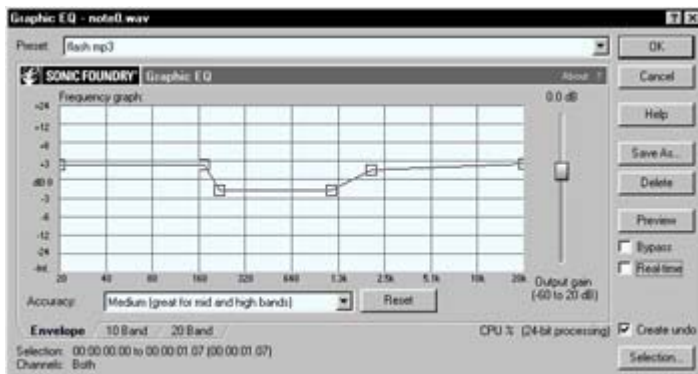 Graphic EQ - note0.wav
Preset: flash mp3
OK
SONIC FOUNDRY Graphic EQ About ?
Cancel
Frequency graph: 0.0 dB
Help
+24
+12
+6
+3
dB 0
-3
-6
-12
-24
-Inf.
20 40 80 160 320 640 1.3k 2.5k 5.1k 10k 20k
Save As...
Delete
Preview
Bypass
Real-time
Output gain
(-60 to 20 dB)
Accuracy: Medium (great for mid and high bands) Reset
Envelope 10 Band 20 Band CPU % (24-bit processing)
Create undo
Selection: 00:00:00.00 to 00:00:01.07 (00:00:01.07)
Channels: Both
Selection...